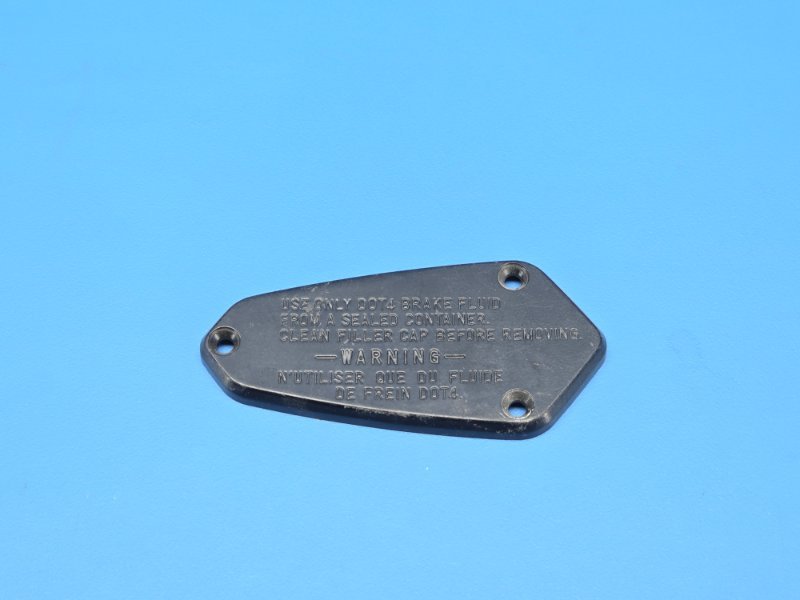 USE ONLY DOT4 BRAKE FLUID
FROM A SEALED CONTAINER.
CLEAN FILLER CAP BEFORE REMOVING.
—WARNING—
N'UTILISER QUE DU FLUIDE
DE FREIN DOT4.